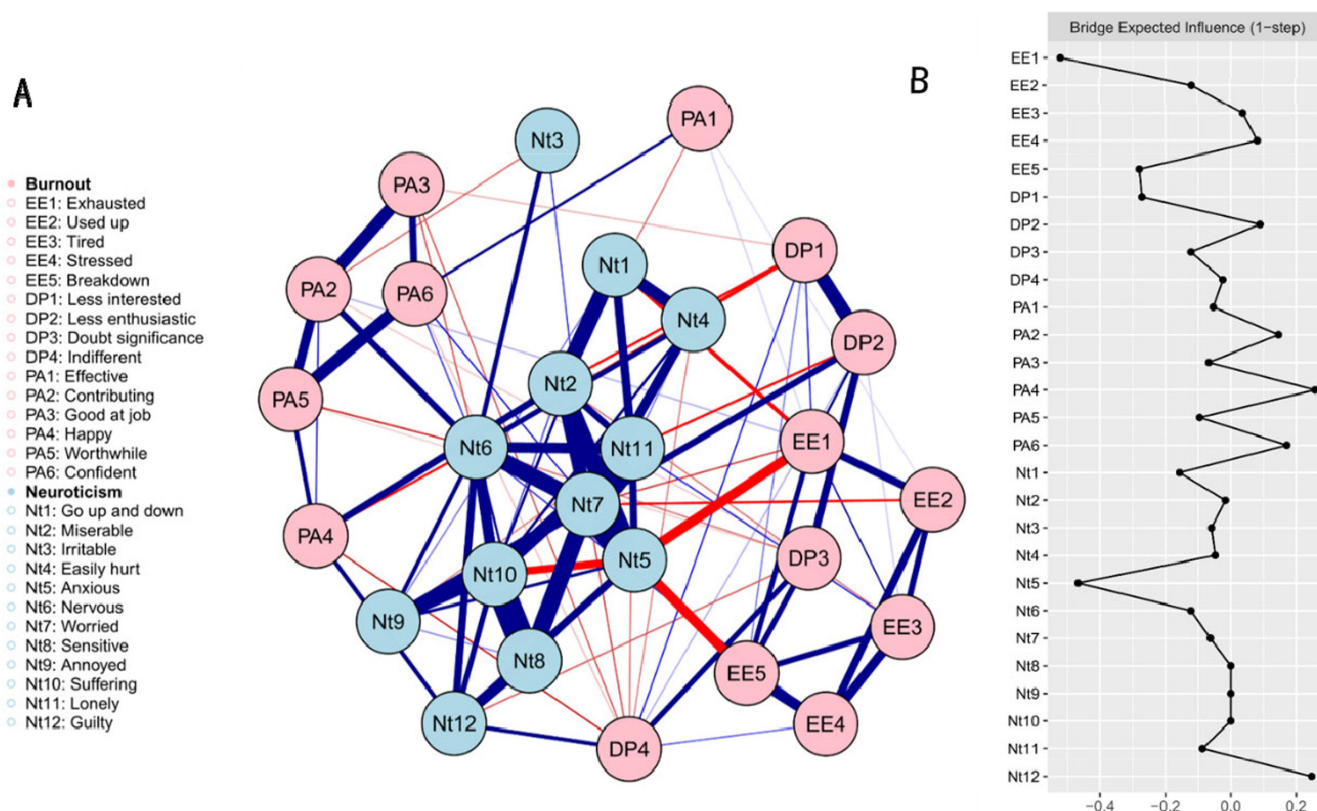 A
B
Burnout
EE1: Exhausted
EE2: Used up
EE3: Tired
EE4: Stressed
EE5: Breakdown
DP1: Less interested
DP2: Less enthusiastic
DP3: Doubt significance
DP4: Indifferent
PA1: Effective
PA2: Contributing
PA3: Good at job
PA4: Happy
PA5: Worthwhile
PA6: Confident
Neuroticism
Nt1: Go up and down
Nt2: Miserable
Nt3: Irritable
Nt4: Easily hurt
Nt5: Anxious
Nt6: Nervous
Nt7: Worried
Nt8: Sensitive
Nt9: Annoyed
Nt10: Suffering
Nt11: Lonely
Nt12: Guilty
PA1
Nt3
PA3
DP1
Nt1
PA2
PA6
Nt4
DP2
Nt2
PA5
EE1
Nt6
Nt11
EE2
Nt7
PA4
DP3
Nt5
Nt10
Nt9
EE3
Nt8
EE5
Nt12
EE4
DP4
Bridge Expected Influence (1-step)
EE1
EE2
EE3
EE4
EE5
DP1
DP2
DP3
DP4
PA1
PA2
PA3
PA4
PA5
PA6
Nt1
Nt2
Nt3
Nt4
Nt5
Nt6
Nt7
Nt8
Nt9
Nt10
Nt11
Nt12
−0.4 −0.2 0.0 0.2